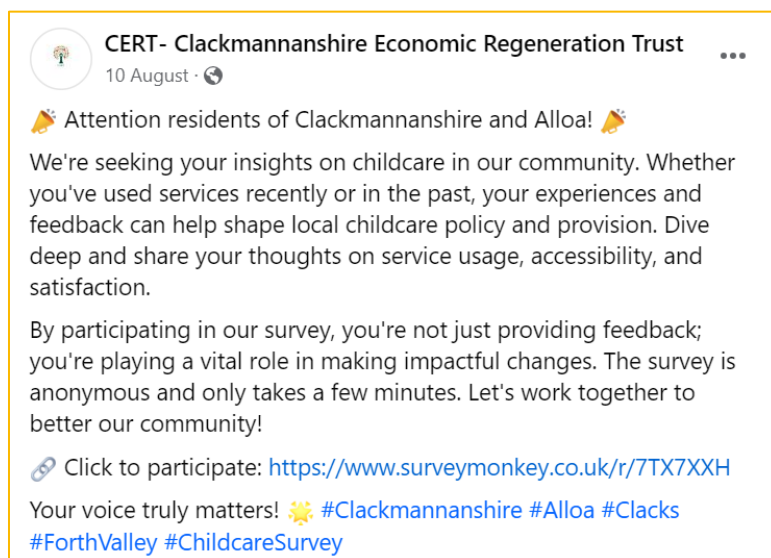 CERT- Clackmannanshire Economic Regeneration Trust
10 August ·
📣 Attention residents of Clackmannanshire and Alloa! 📣
We're seeking your insights on childcare in our community. Whether
you've used services recently or in the past, your experiences and
feedback can help shape local childcare policy and provision. Dive
deep and share your thoughts on service usage, accessibility, and
satisfaction.
By participating in our survey, you're not just providing feedback;
you're playing a vital role in making impactful changes. The survey is
anonymous and only takes a few minutes. Let's work together to
better our community!
🔗 Click to participate: https://www.surveymonkey.co.uk/r/7TX7XXH
Your voice truly matters! 🌟 #Clackmannanshire #Alloa #Clacks
#ForthValley #ChildcareSurvey